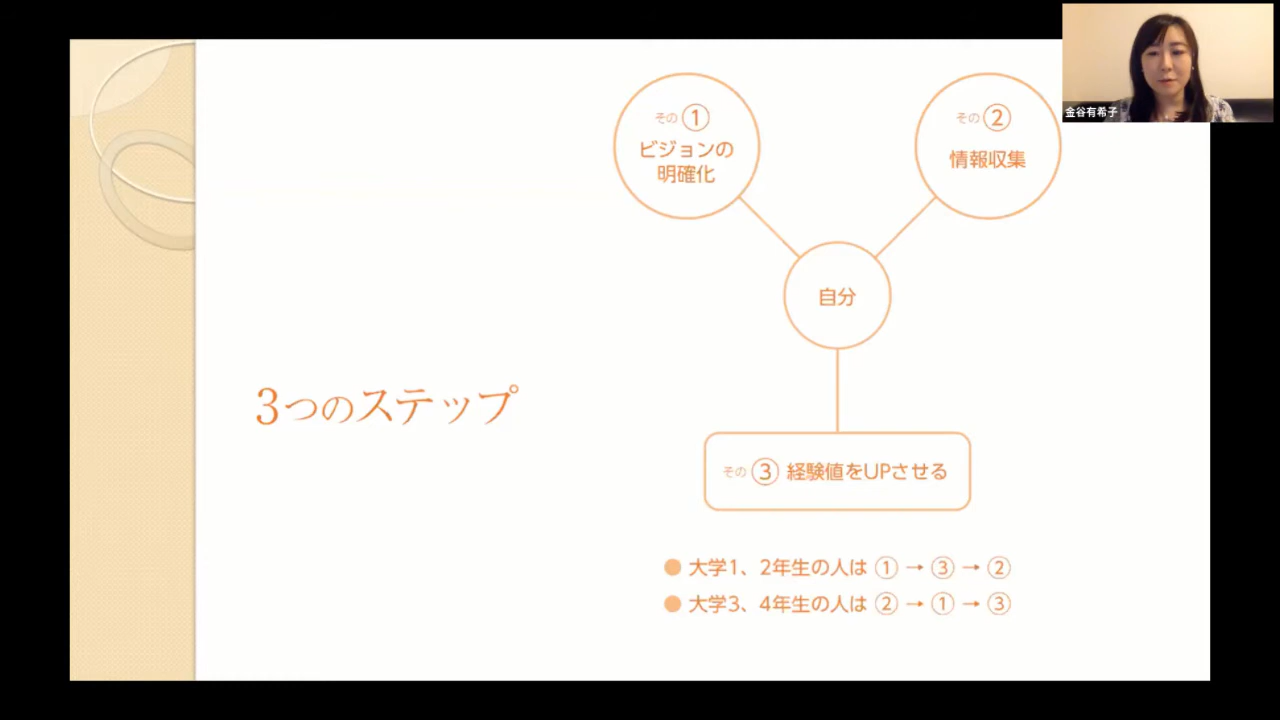 その①
ビジョンの
明確化
その②
情報収集
金谷有希子
自分
3つのステップ
その③ 経験値をUPさせる
● 大学1、2年生の人は ① → ③ → ②
● 大学3、4年生の人は ② → ① → ③